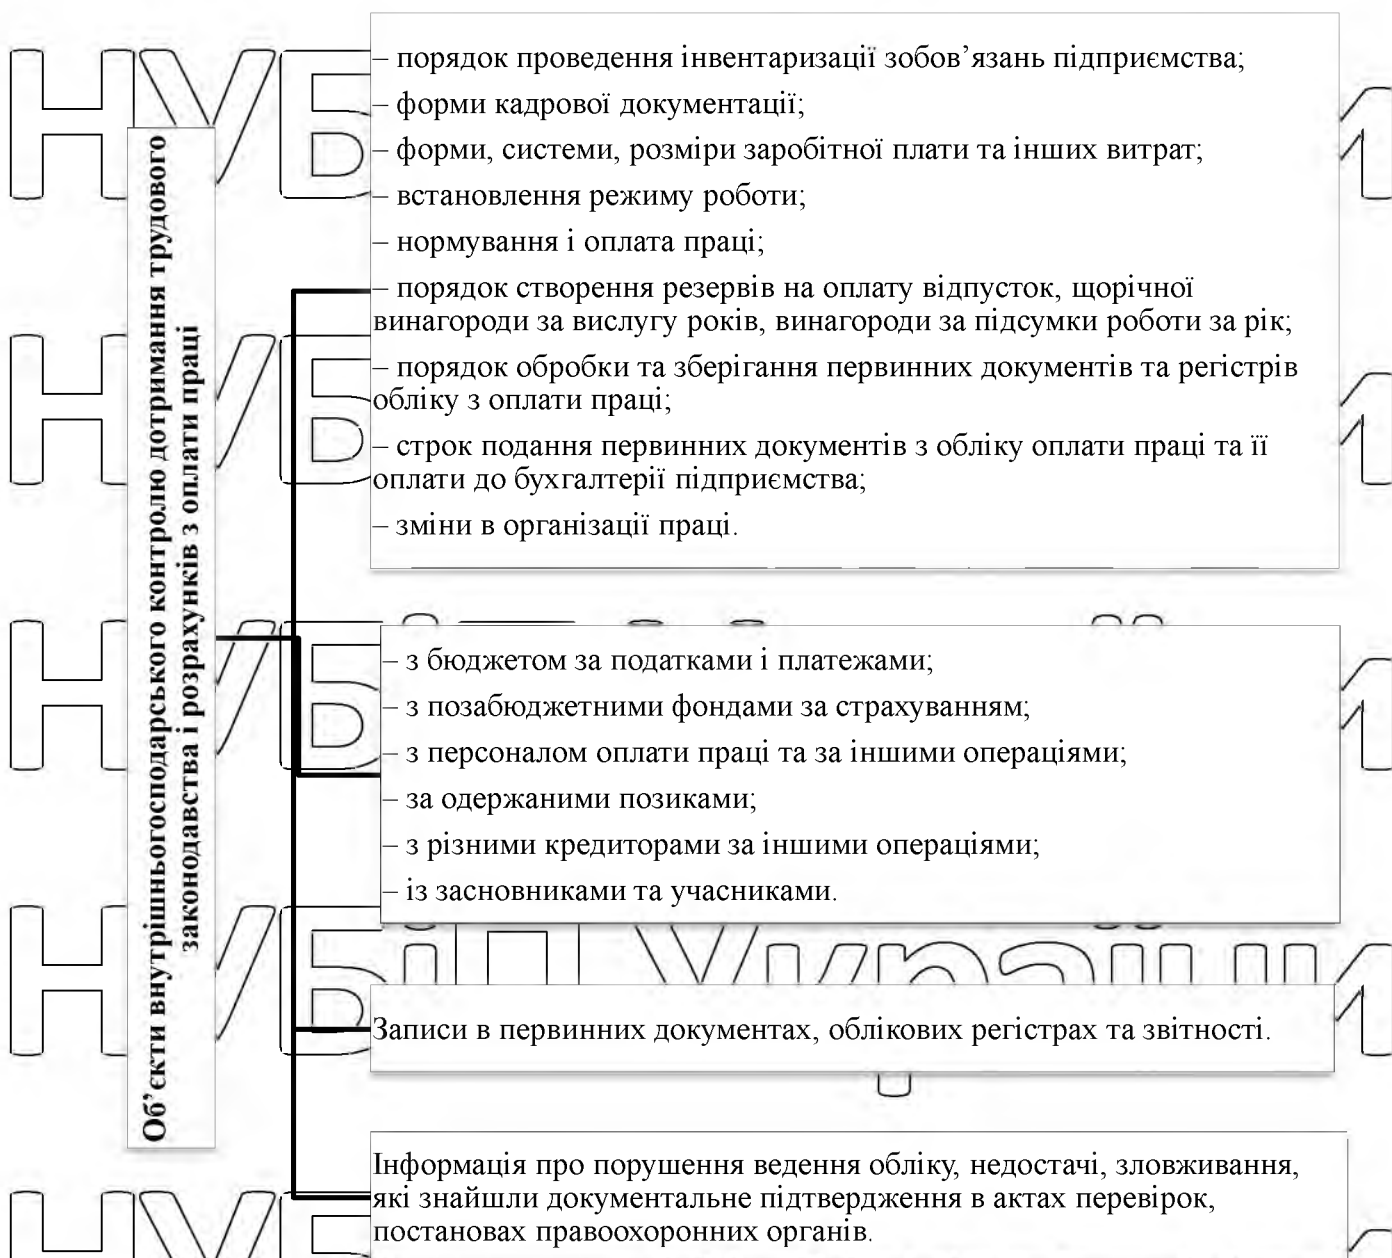 Об’єкти внутрішньогосподарського контролю дотримання трудового
законодавства і розрахунків з оплати праці
– порядок проведення інвентаризації зобов’язань підприємства;
– форми кадрової документації;
– форми, системи, розміри заробітної плати та інших витрат;
– встановлення режиму роботи;
– нормування і оплата праці;
– порядок створення резервів на оплату відпусток, щорічної
винагороди за вислугу років, винагороди за підсумки роботи за рік;
– порядок обробки та зберігання первинних документів та регістрів
обліку з оплати праці;
– строк подання первинних документів з обліку оплати праці та її
оплати до бухгалтерії підприємства;
– зміни в організації праці.
– з бюджетом за податками і платежами;
– з позабюджетними фондами за страхуванням;
– з персоналом оплати праці та за іншими операціями;
– за одержаними позиками;
– з різними кредиторами за іншими операціями;
– із засновниками та учасниками.
НУБіП України
Записи в первинних документах, облікових регістрах та звітності.
Інформація про порушення ведення обліку, недостачі, зловживання,
які знайшли документальне підтвердження в актах перевірок,
постановах правоохоронних органів.